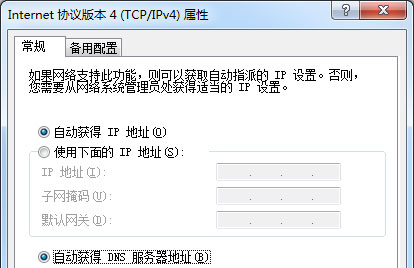 Internet 协议版本 4 (TCP/IPv4) 属性
?
常规 备用配置
如果网络支持此功能，则可以获取自动指派的 IP 设置。否则，
您需要从网络系统管理员处获得适当的 IP 设置。
自动获得 IP 地址(O)
使用下面的 IP 地址(S):
IP 地址(I):
子网掩码(U):
默认网关(D):
自动获得 DNS 服务器地址(B)